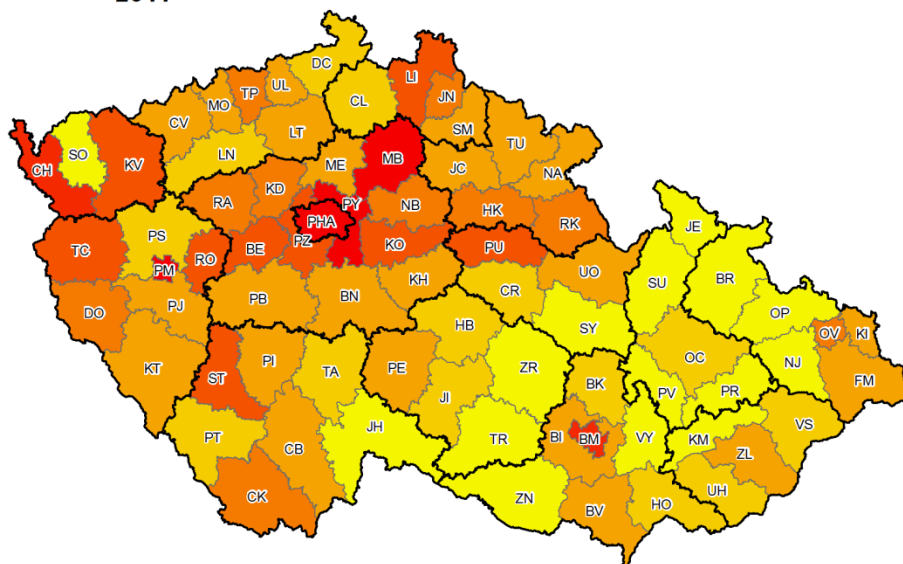 DC
LI
UL
TP
MO
CV
CL
JN
LT
SM
TU
LN
SO
ME
MB
CH
KV
JC
NA
KD
RA
PY
NB
HK
RK
PHA
JE
PS
BE
PZ
KO
PU
TC
RO
PM
UO
SU
BR
KH
OP
PB
BN
CR
PJ
DO
HB
SY
OV
KI
OC
KT
ST
PI
TA
PE
ZR
NJ
BK
PV
PR
FM
JI
PT
CB
JH
TR
BI
BM
VY
KM
VS
ZL
CK
ZN
BV
HO
UH